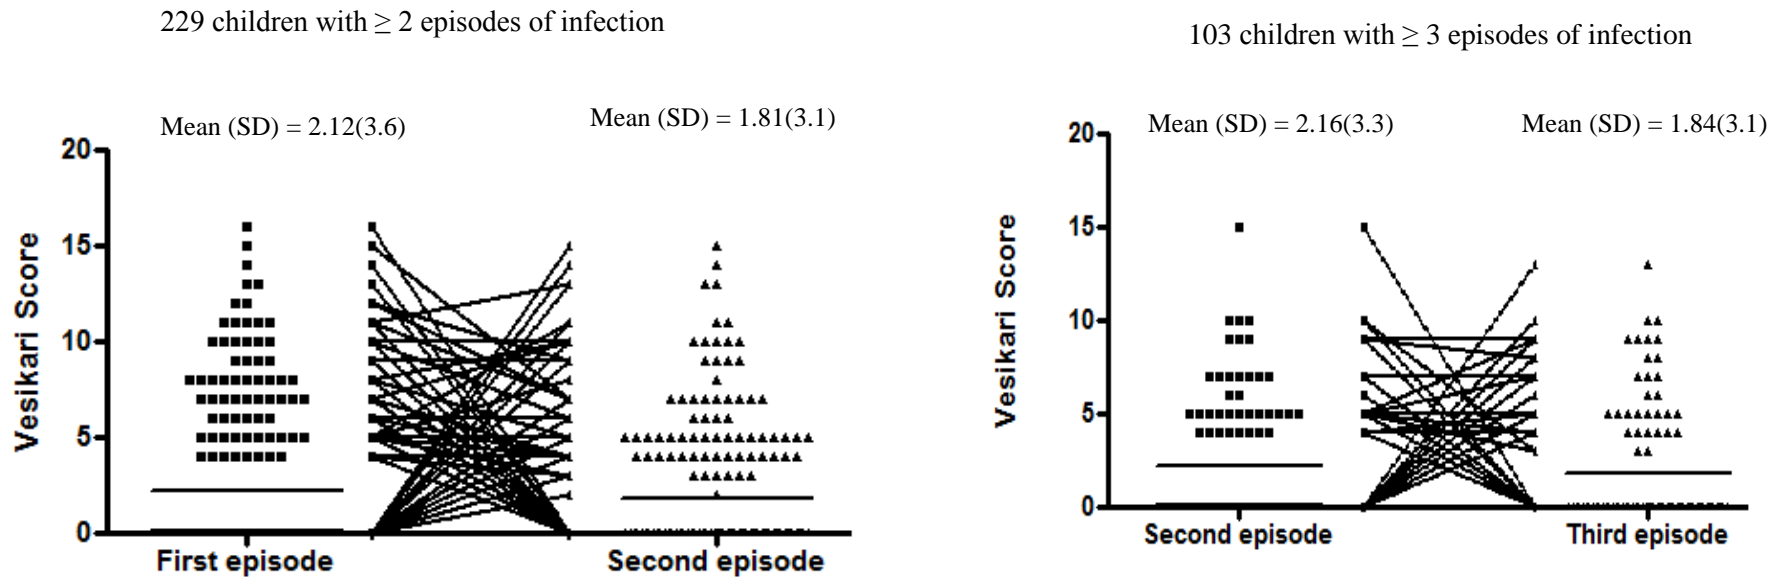 229 children with ≥ 2 episodes of infection
Mean (SD) = 2.12(3.6)
Mean (SD) = 1.81(3.1)
Vesikari Score
20
15
10
5
0
First episode
Second episode
103 children with ≥ 3 episodes of infection
Mean (SD) = 2.16(3.3)
Mean (SD) = 1.84(3.1)
Vesikari Score
20
15
10
5
0
Second episode
Third episode